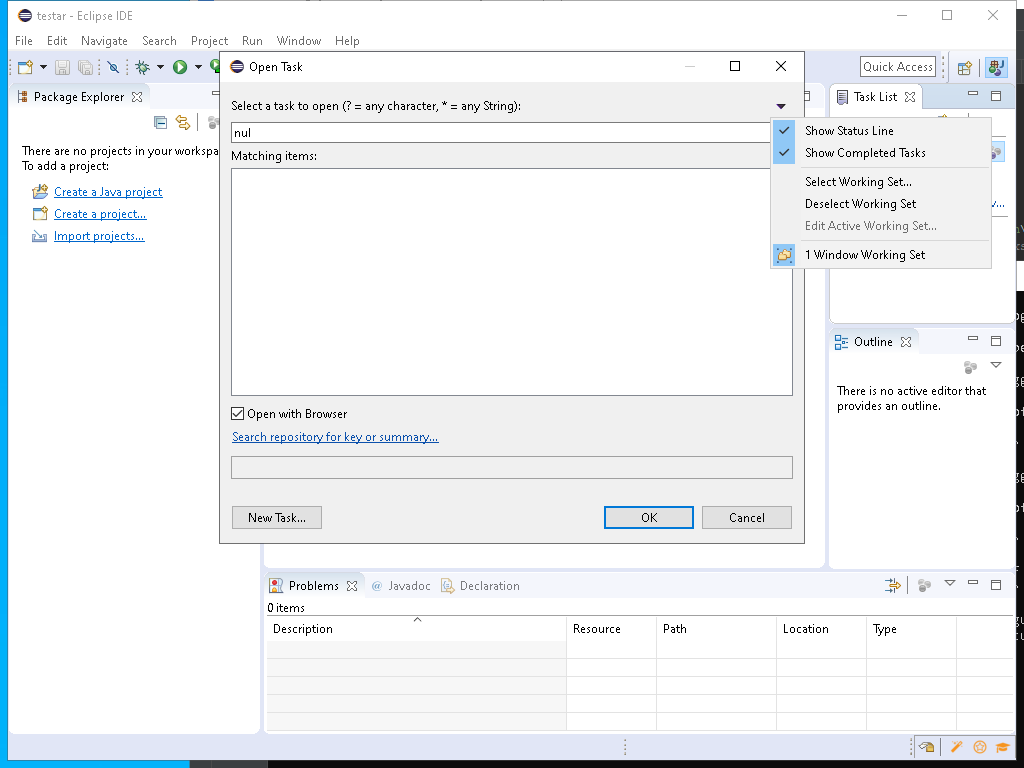 testar - Eclipse IDE
File Edit Navigate Search Project Run Window Help
Quick Access
Package Explorer
There are no projects in your workspa
To add a project:
Create a Java project
Create a project...
Import projects...
Open Task
Select a task to open (? = any character, * = any String):
nul
Matching items:
Open with Browser
Search repository for key or summary...
New Task...
OK
Cancel
Task List
Show Status Line
Show Completed Tasks
Select Working Set...
Deselect Working Set
Edit Active Working Set...
1 Window Working Set
Outline
There is no active editor that
provides an outline.
Problems @ Javadoc Declaration
0 items
Description Resource Path Location Type